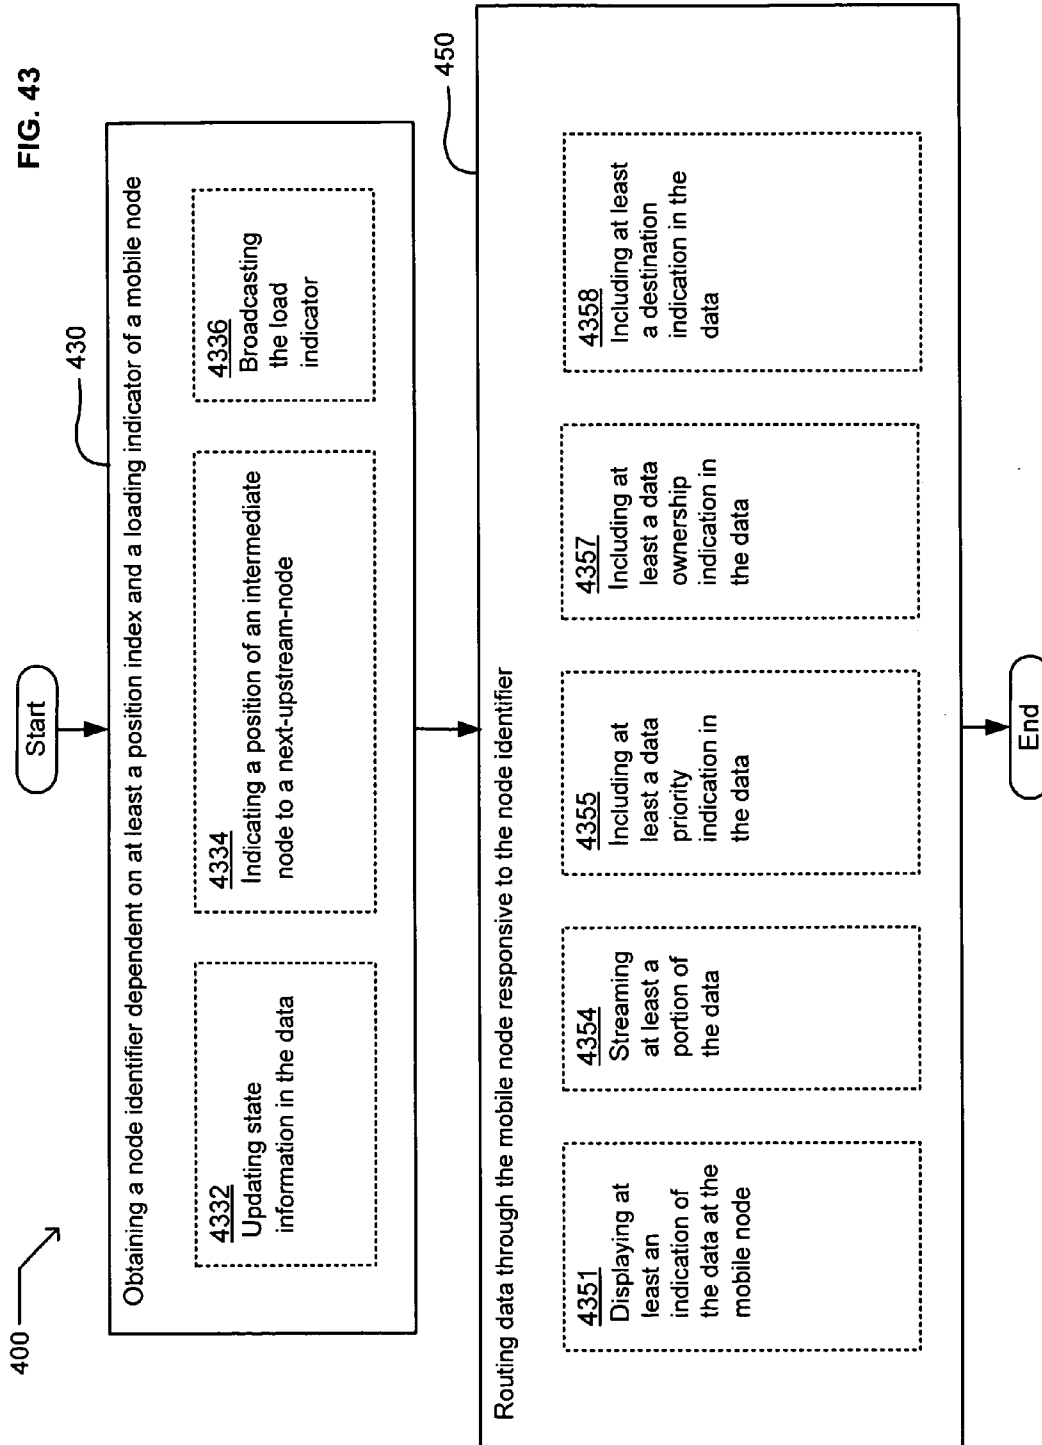 FIG. 43
400
Start
430
Obtaining a node identifier dependent on at least a position index and a loading indicator of a mobile node
4332
Updating state
information in the data
4334
Indicating a position of an intermediate
node to a next-upstream-node
4336
Broadcasting
the load
indicator
450
Routing data through the mobile node responsive to the node identifier
4351
Displaying at
least an
indication of
the data at the
mobile node
4354
Streaming
at least a
portion of
the data
4355
Including at
least a data
priority
indication in
the data
4357
Including at
least a data
ownership
indication in
the data
4358
Including at least
a destination
indication in the
data
End